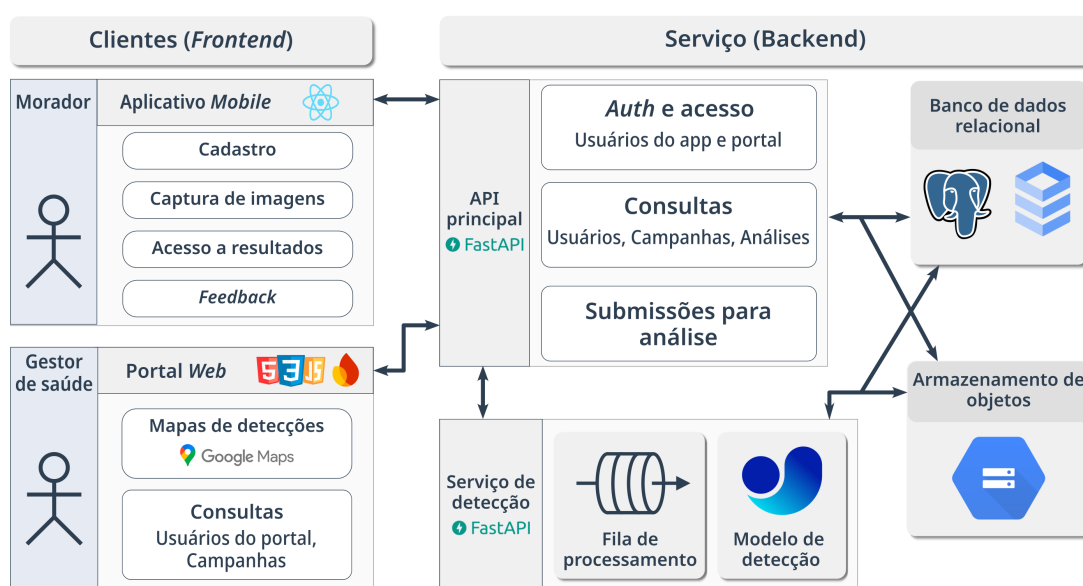 Clientes (Frontend)
Morador
Aplicativo Mobile
Cadastro
Captura de imagens
Acesso a resultados
Feedback
Gestor
de saúde
Portal Web
5
3
JS
Mapas de detecções
Google Maps
Consultas
Usuários do portal,
Campanhas
Serviço (Backend)
API
principal
FastAPI
Auth e acesso
Usuários do app e portal
Consultas
Usuários, Campanhas, Análises
Submissões para
análise
Serviço de
detecção
FastAPI
Fila de
processamento
Modelo de
detecção
Banco de dados
relacional
Armazenamento de
objetos